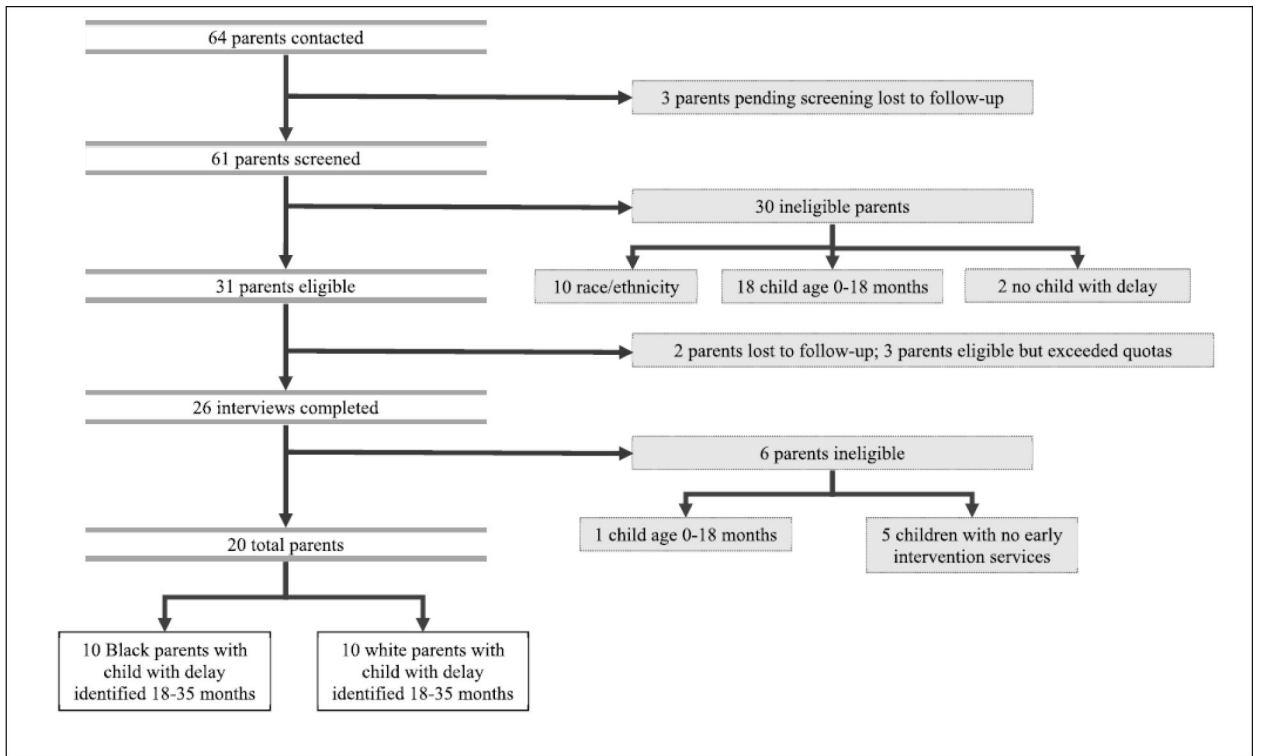 64 parents contacted
3 parents pending screening lost to follow-up
61 parents screened
30 ineligible parents
10 race/ethnicity
18 child age 0-18 months
2 no child with delay
31 parents eligible
2 parents lost to follow-up; 3 parents eligible but exceeded quotas
26 interviews completed
6 parents ineligible
1 child age 0-18 months
5 children with no early
intervention services
20 total parents
10 Black parents with
child with delay
identified 18-35 months
10 white parents with
child with delay
identified 18-35 months